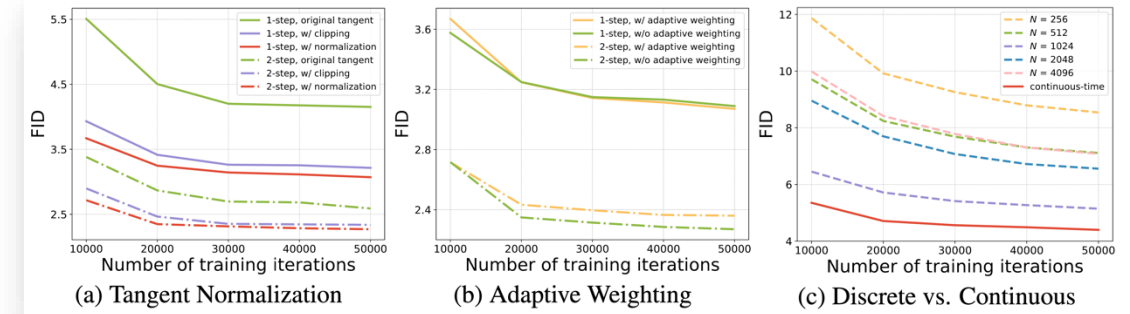 5.5
4.5
3.5
2.5
FID
1-step, original tangent
1-step, w/ clipping
1-step, w/ normalization
2-step, original tangent
2-step, w/ clipping
2-step, w/ normalization
10000 20000 30000 40000 50000
Number of training iterations
(a) Tangent Normalization
3.6
3.2
2.8
2.4
FID
1-step, w/ adaptive weighting
1-step, w/o adaptive weighting
2-step, w/ adaptive weighting
2-step, w/o adaptive weighting
10000 20000 30000 40000 50000
Number of training iterations
(b) Adaptive Weighting
12
10
8
6
4
FID
N = 256
N = 512
N = 1024
N = 2048
N = 4096
continuous-time
10000 20000 30000 40000 50000
Number of training iterations
(c) Discrete vs. Continuous